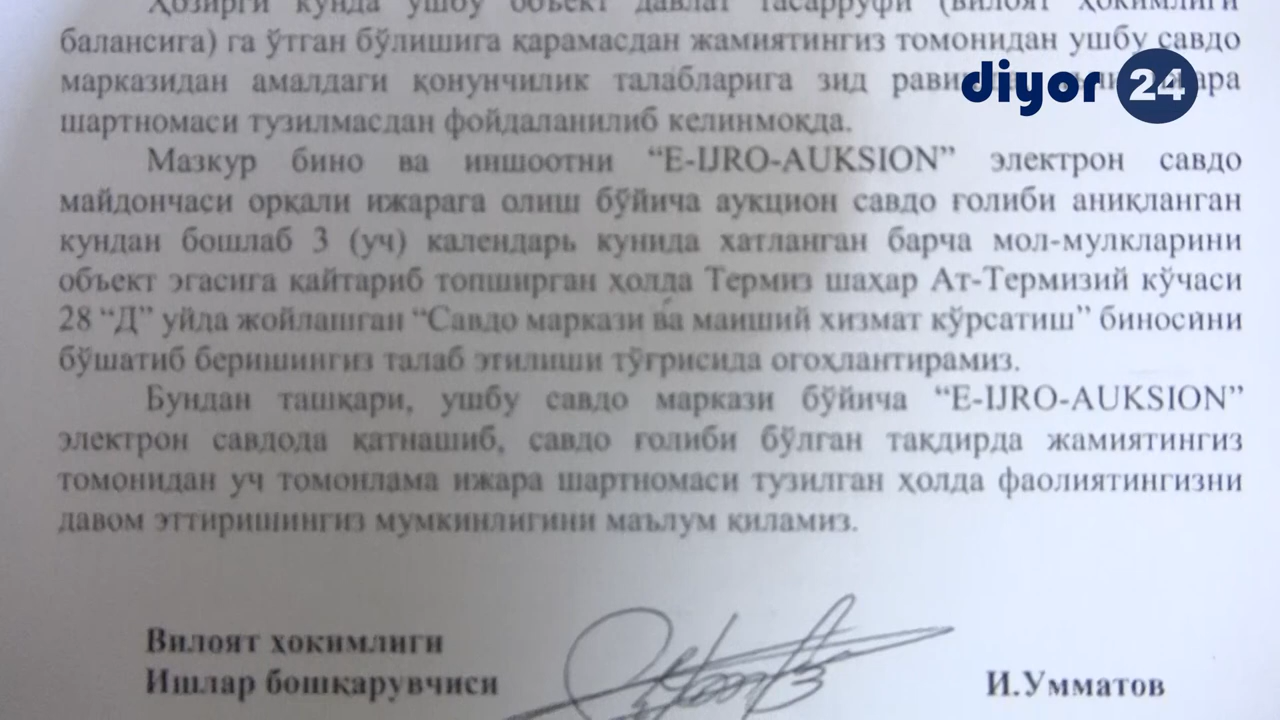 Ҳозирги кунда ушбу объект давлат тасарруфи (вилоят ҳокимлиги
балансига) га ўтган бўлишига қарамасдан жамиятингиз томонидан ушбу савдо
марказидан амалдаги қонунчилик талабларига зид
diyor 24
шартномаси тузилмасдан фойдаланилиб келинмоқда.
Мазкур бино ва иншоотни “E-IJRO-AUKSION” электрон савдо
майдончаси орқали ижарага олиш бўйича аукцион савдо ғолиби аниқланган
кундан бошлаб 3 (уч) календарь кунида хатланган барча мол-мулкларини
объект эгасига қайтариб топширган ҳолда Термиз шаҳар Ат-Термизий кўчаси
28 “Д” уйда жойлашган “Савдо маркази ва маиший хизмат кўрсатиш” биносини
бўшатиб беришингиз талаб этилиши тўғрисида огоҳлантирамиз.
Бундан ташқари, ушбу савдо маркази бўйича “E-IJRO-AUKSION”
электрон савдода қатнашиб, савдо ғолиби бўлган тақдирда жамиятингиз
томонидан уч томонлама ижара шартномаси тузилган ҳолда фаолиятингизни
давом эттиришингиз мумкинлигини маълум қиламиз.
Вилоят ҳокимлиги
Ишлар бошқарувчиси
И.Умматов